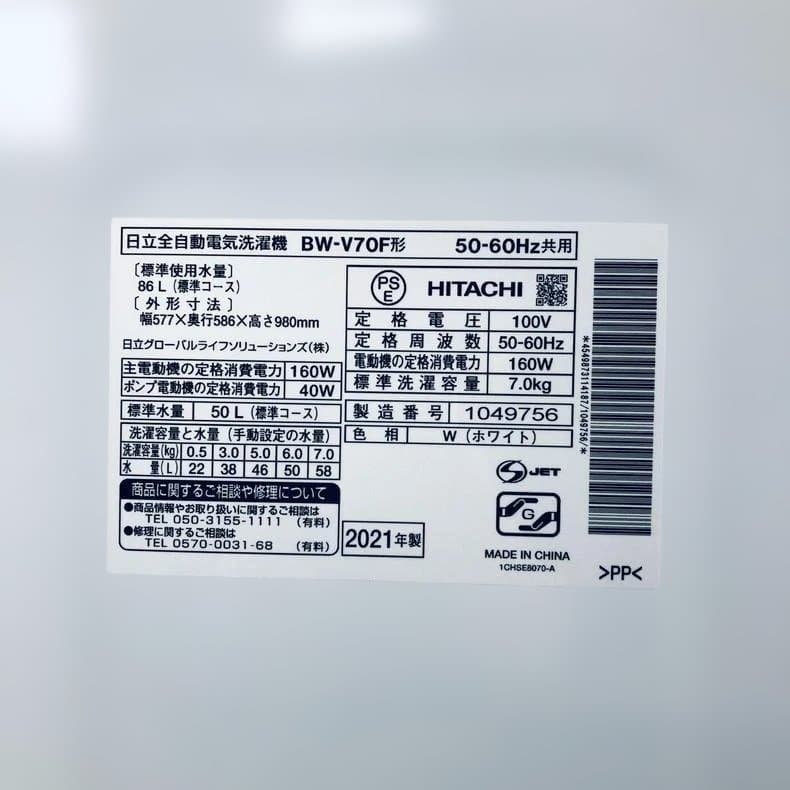 日立全自動電気洗濯機 BW-V70F形 50-60Hz共用
〔標準使用水量〕
86 L (標準コース)
〔外形寸法〕
幅577×奥行586×高さ980mm
日立グローバルライフソリューションズ(株)
主電動機の定格消費電力 160W
ポンプ電動機の定格消費電力 40W
標準水量 50 L (標準コース)
洗濯容量と水量 (手動設定の水量)
洗濯容量(kg) 0.5 3.0 5.0 6.0 7.0
水量(L) 22 38 46 50 58
商品に関するご相談や修理について
●商品情報やお取り扱いに関するご相談は
TEL 050-3155-1111 (有料)
●修理に関するご相談は
TEL 0570-0031-68 (有料)
PS
E
HITACHI
定格電圧 100V
定格周波数 50-60Hz
電動機の定格消費電力 160W
標準洗濯容量 7.0kg
製造番号 1049756
色相 W (ホワイト)
S JET
G
2021年製
MADE IN CHINA
1CHSE8070-A
*4549873114187/1049756/*
>PP<